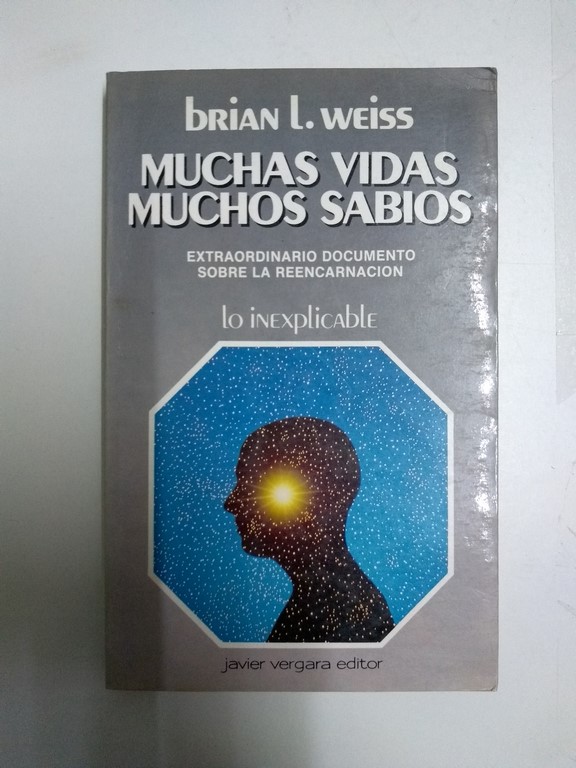 brian l. weiss
MUCHAS VIDAS
MUCHOS SABIOS
EXTRAORDINARIO DOCUMENTO
SOBRE LA REENCARNACION
lo inexplicable
javier vergara editor